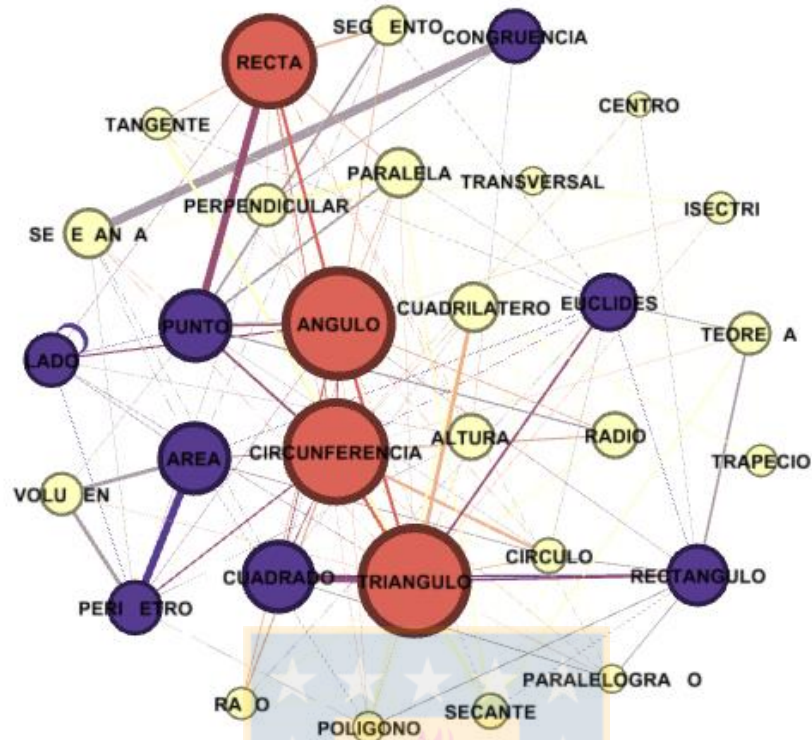 SEG ENTO
CONGRUENCIA
RECTA
CENTRO
TANGENTE
PARALELA
TRANSVERSAL
PERPENDICULAR
ISECTRI
SE E AN A
CUADRILATERO
EUCLIDES
PUNTO
ANGULO
TEORE A
LADO
ALTURA
RADIO
CIRCUNFERENCIA
AREA
TRAPECIO
VOLU EN
CIRCULO
RECTANGULO
CUADRADO
TRIANGULO
PERI ETRO
PARALELOGRA O
RA O
SECANTE
POLIGONO